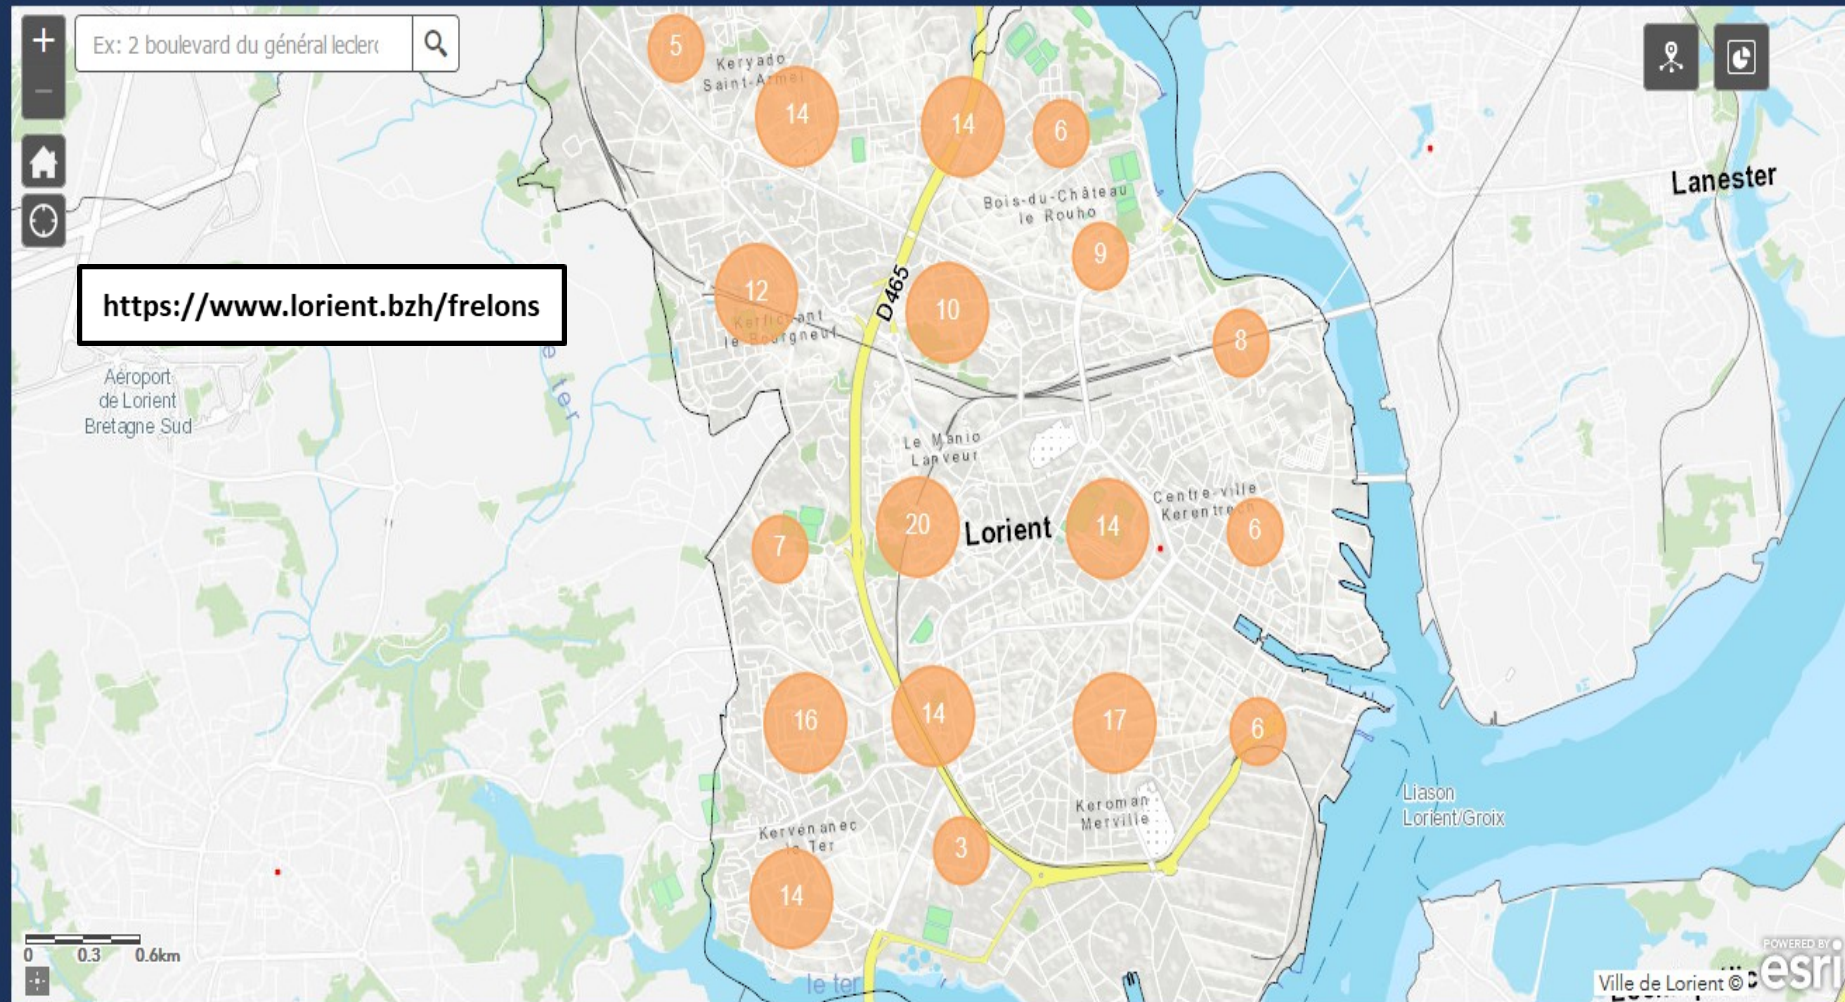 +
Ex: 2 boulevard du général leclerc
−
5
Keryado
Saint-Armel
14
14
6
Lanester
Bois-du-Château
le Rouho
9
12
D465
10
https://www.lorient.bzh/frelons
Kerfichant
le Bourgneuf
8
Aéroport
de Lorient
Bretagne Sud
le ter
Le Manio
Lanveur
Centre-ville
Kerentrech
20
Lorient
14
6
7
16
14
17
6
Liason
Lorient/Groix
Keroman
Merville
Kervénanec
le Ter
3
14
0 0.3 0.6km
le ter
POWERED BY
esri
Ville de Lorient ©